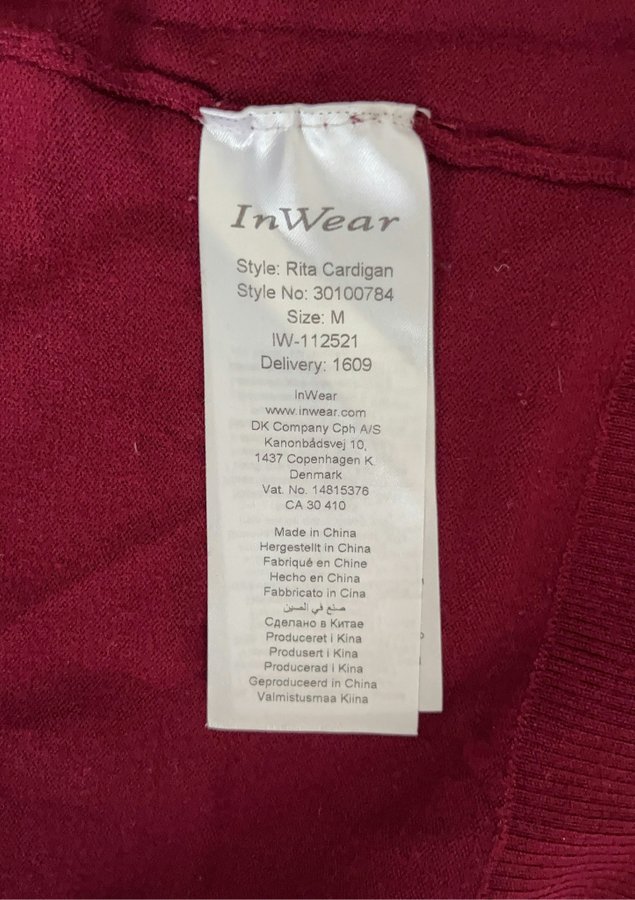 InWear
Style: Rita Cardigan
Style No: 30100784
Size: M
IW-112521
Delivery: 1609
InWear
www.inwear.com
DK Company Cph A/S
Kanonbådsvej 10,
1437 Copenhagen K.
Denmark
Vat. No. 14815376
CA 30 410
Made in China
Hergestellt in China
Fabriqué en Chine
Hecho en China
Fabbricato in Cina
صنع في الصين
Сделано в Китае
Produceret i Kina
Produsert i Kina
Producerad i Kina
Geproduceerd in China
Valmistusmaa Kiina